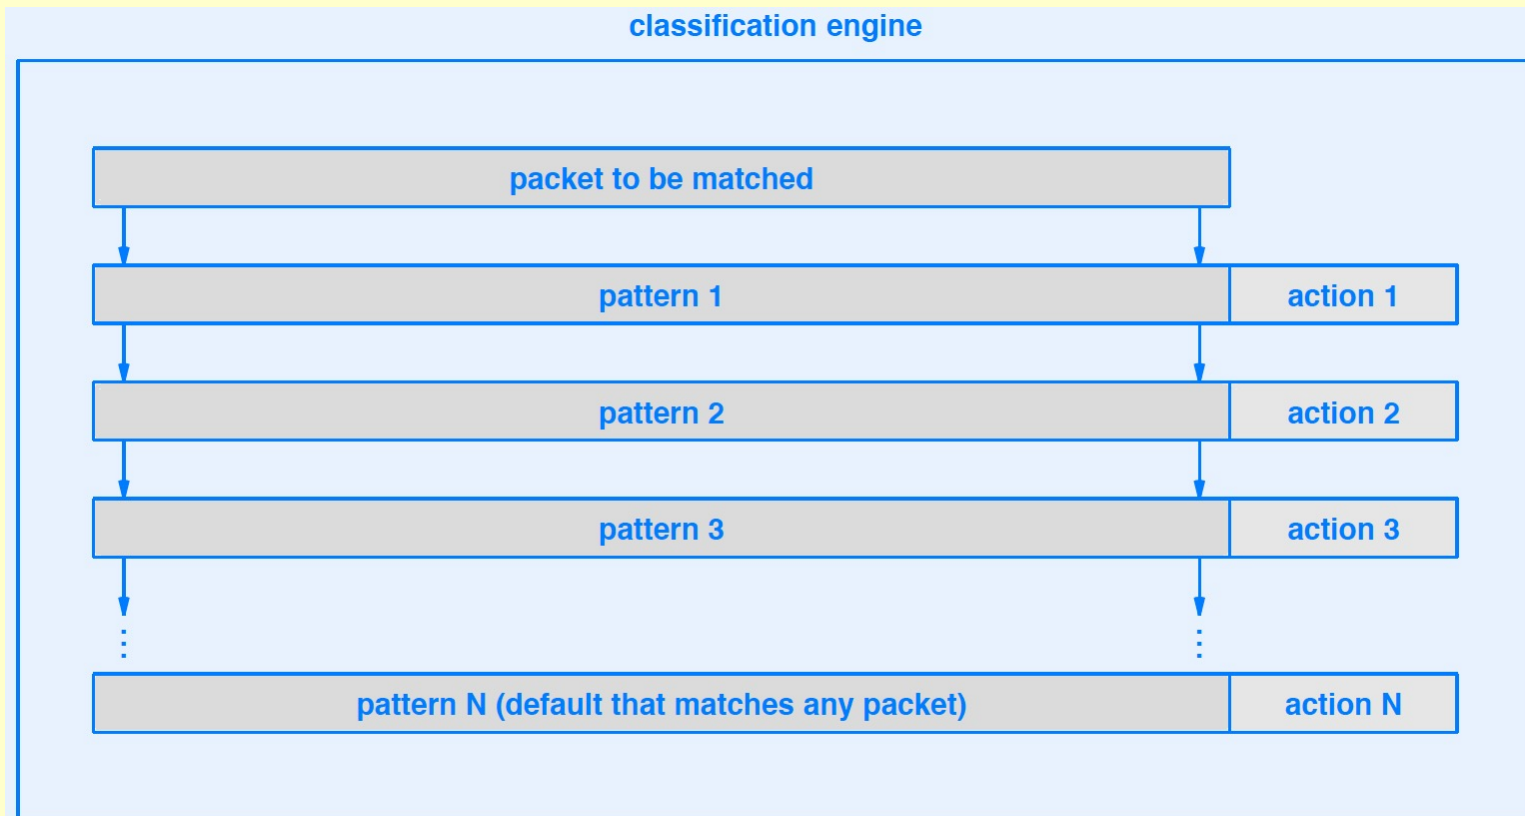 classification engine
packet to be matched
pattern 1 action 1
pattern 2 action 2
pattern 3 action 3
pattern N (default that matches any packet) action N